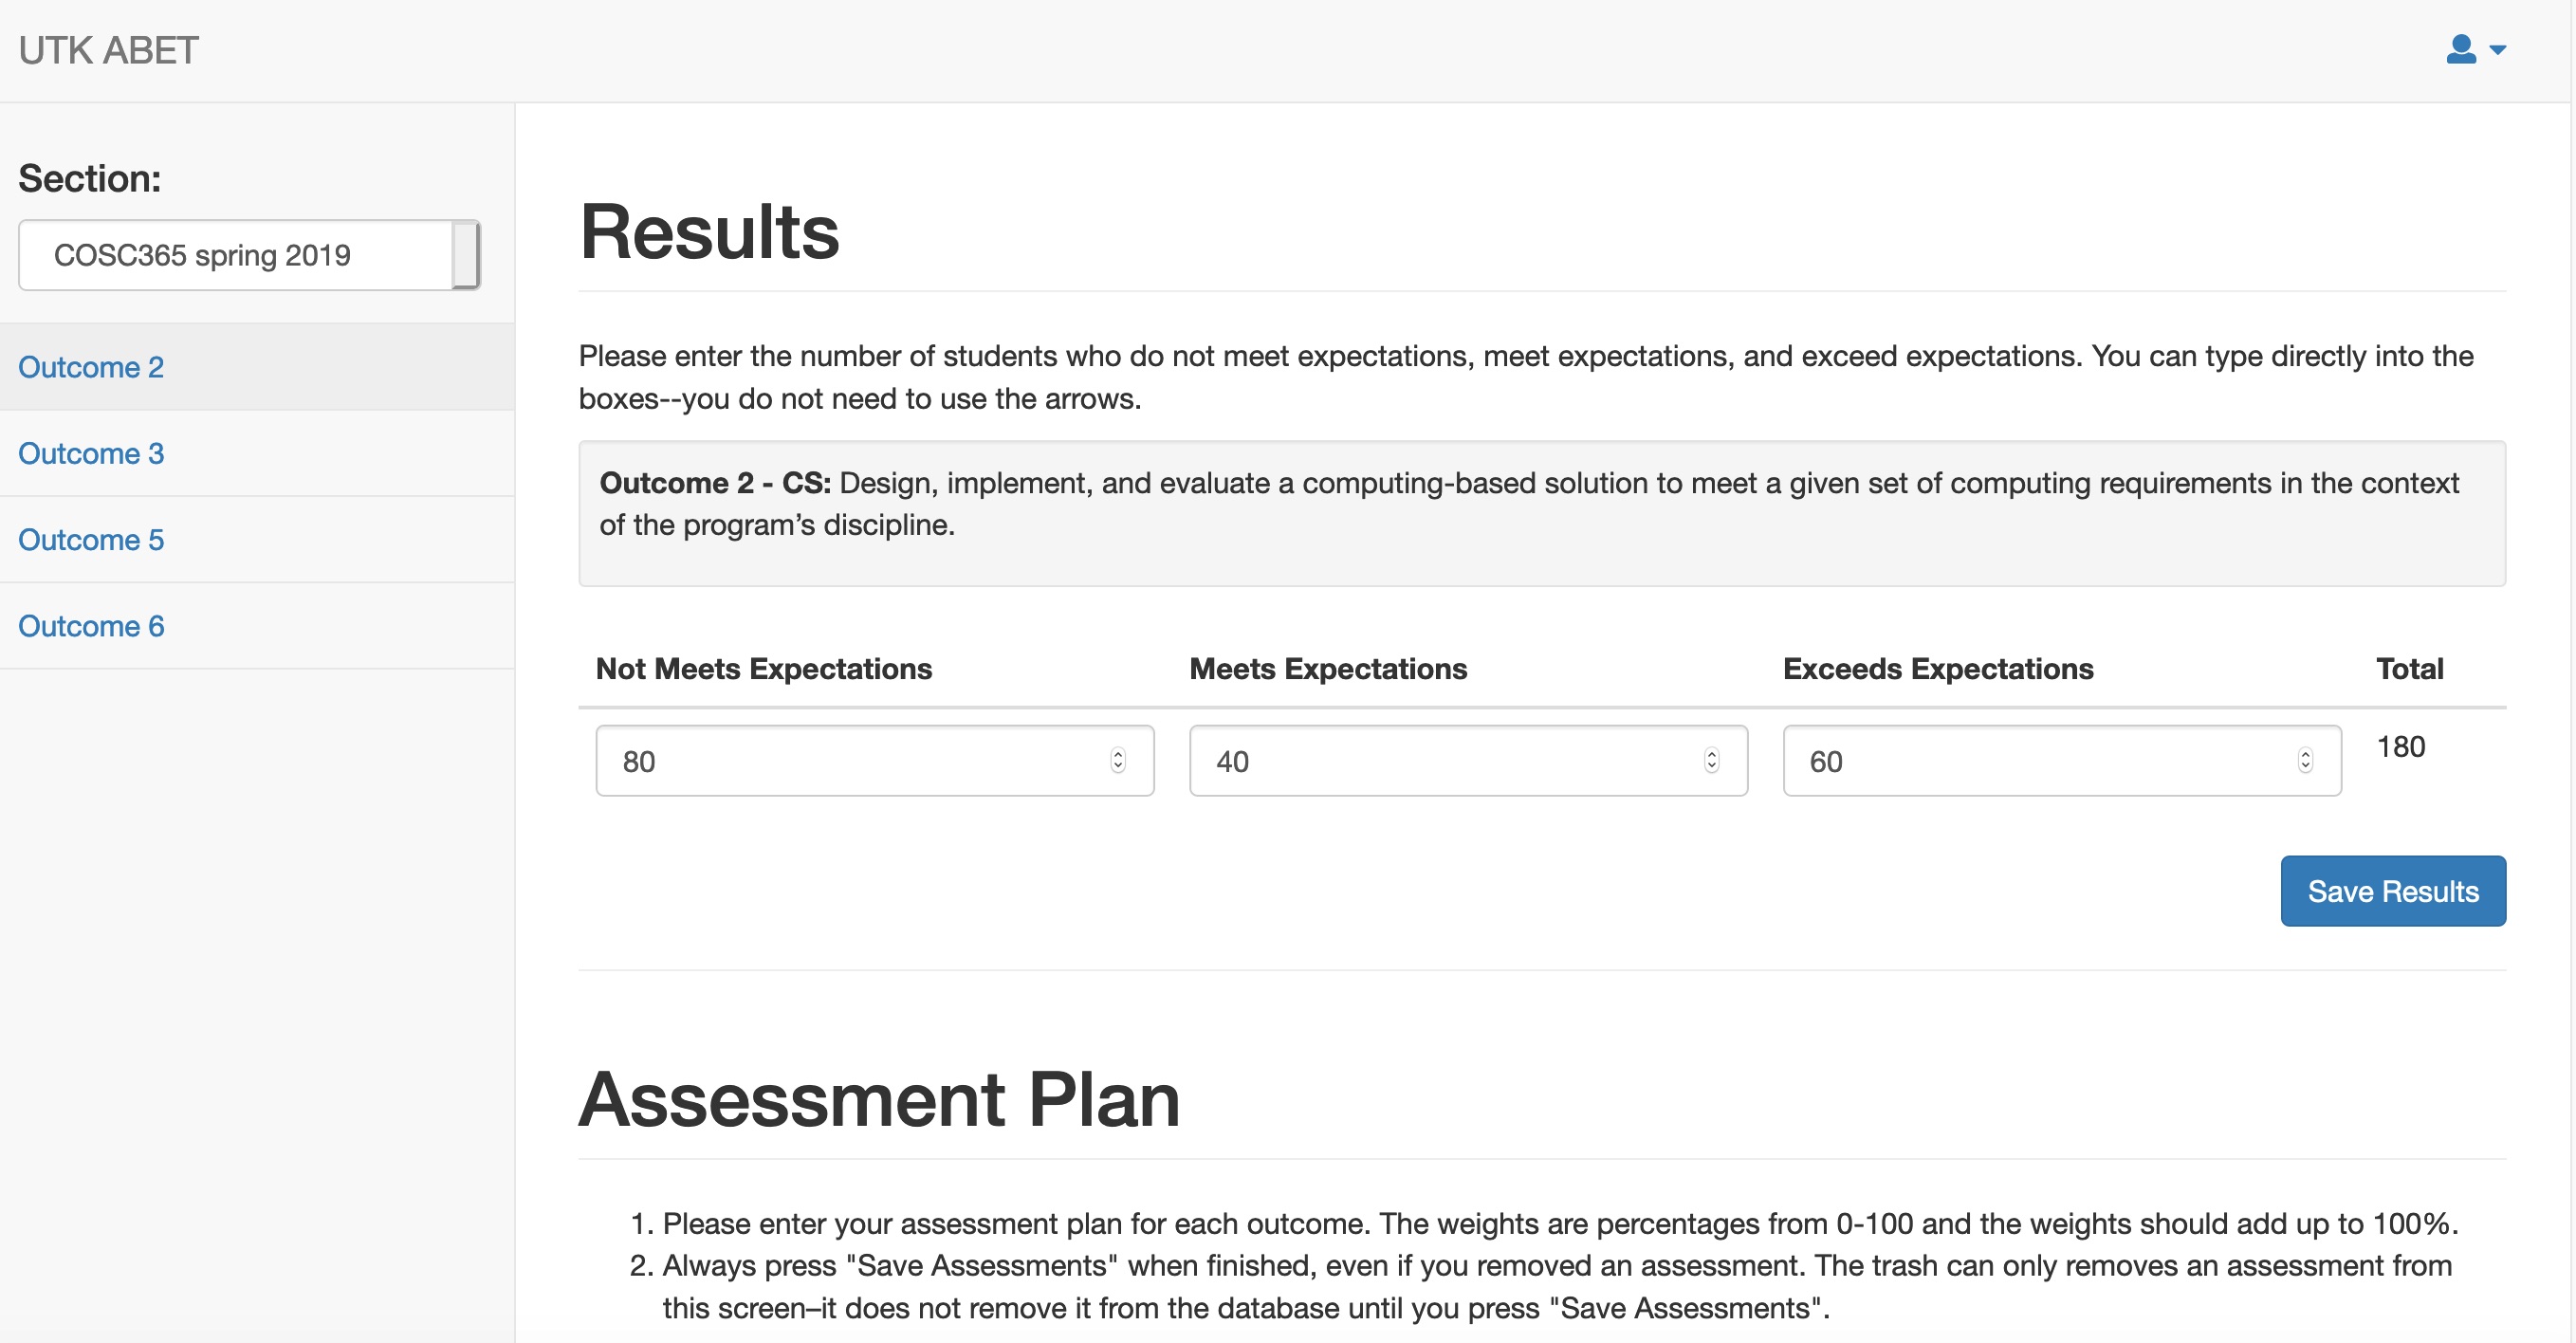 UTK ABET
Section:
COSC365 spring 2019
Outcome 2
Outcome 3
Outcome 5
Outcome 6
Results
Please enter the number of students who do not meet expectations, meet expectations, and exceed expectations. You can type directly into the
boxes--you do not need to use the arrows.
Outcome 2 - CS: Design, implement, and evaluate a computing-based solution to meet a given set of computing requirements in the context
of the program’s discipline.
Not Meets Expectations Meets Expectations Exceeds Expectations Total
80 40 60 180
Save Results
Assessment Plan
1. Please enter your assessment plan for each outcome. The weights are percentages from 0-100 and the weights should add up to 100%.
2. Always press "Save Assessments" when finished, even if you removed an assessment. The trash can only removes an assessment from
this screen–it does not remove it from the database until you press "Save Assessments".